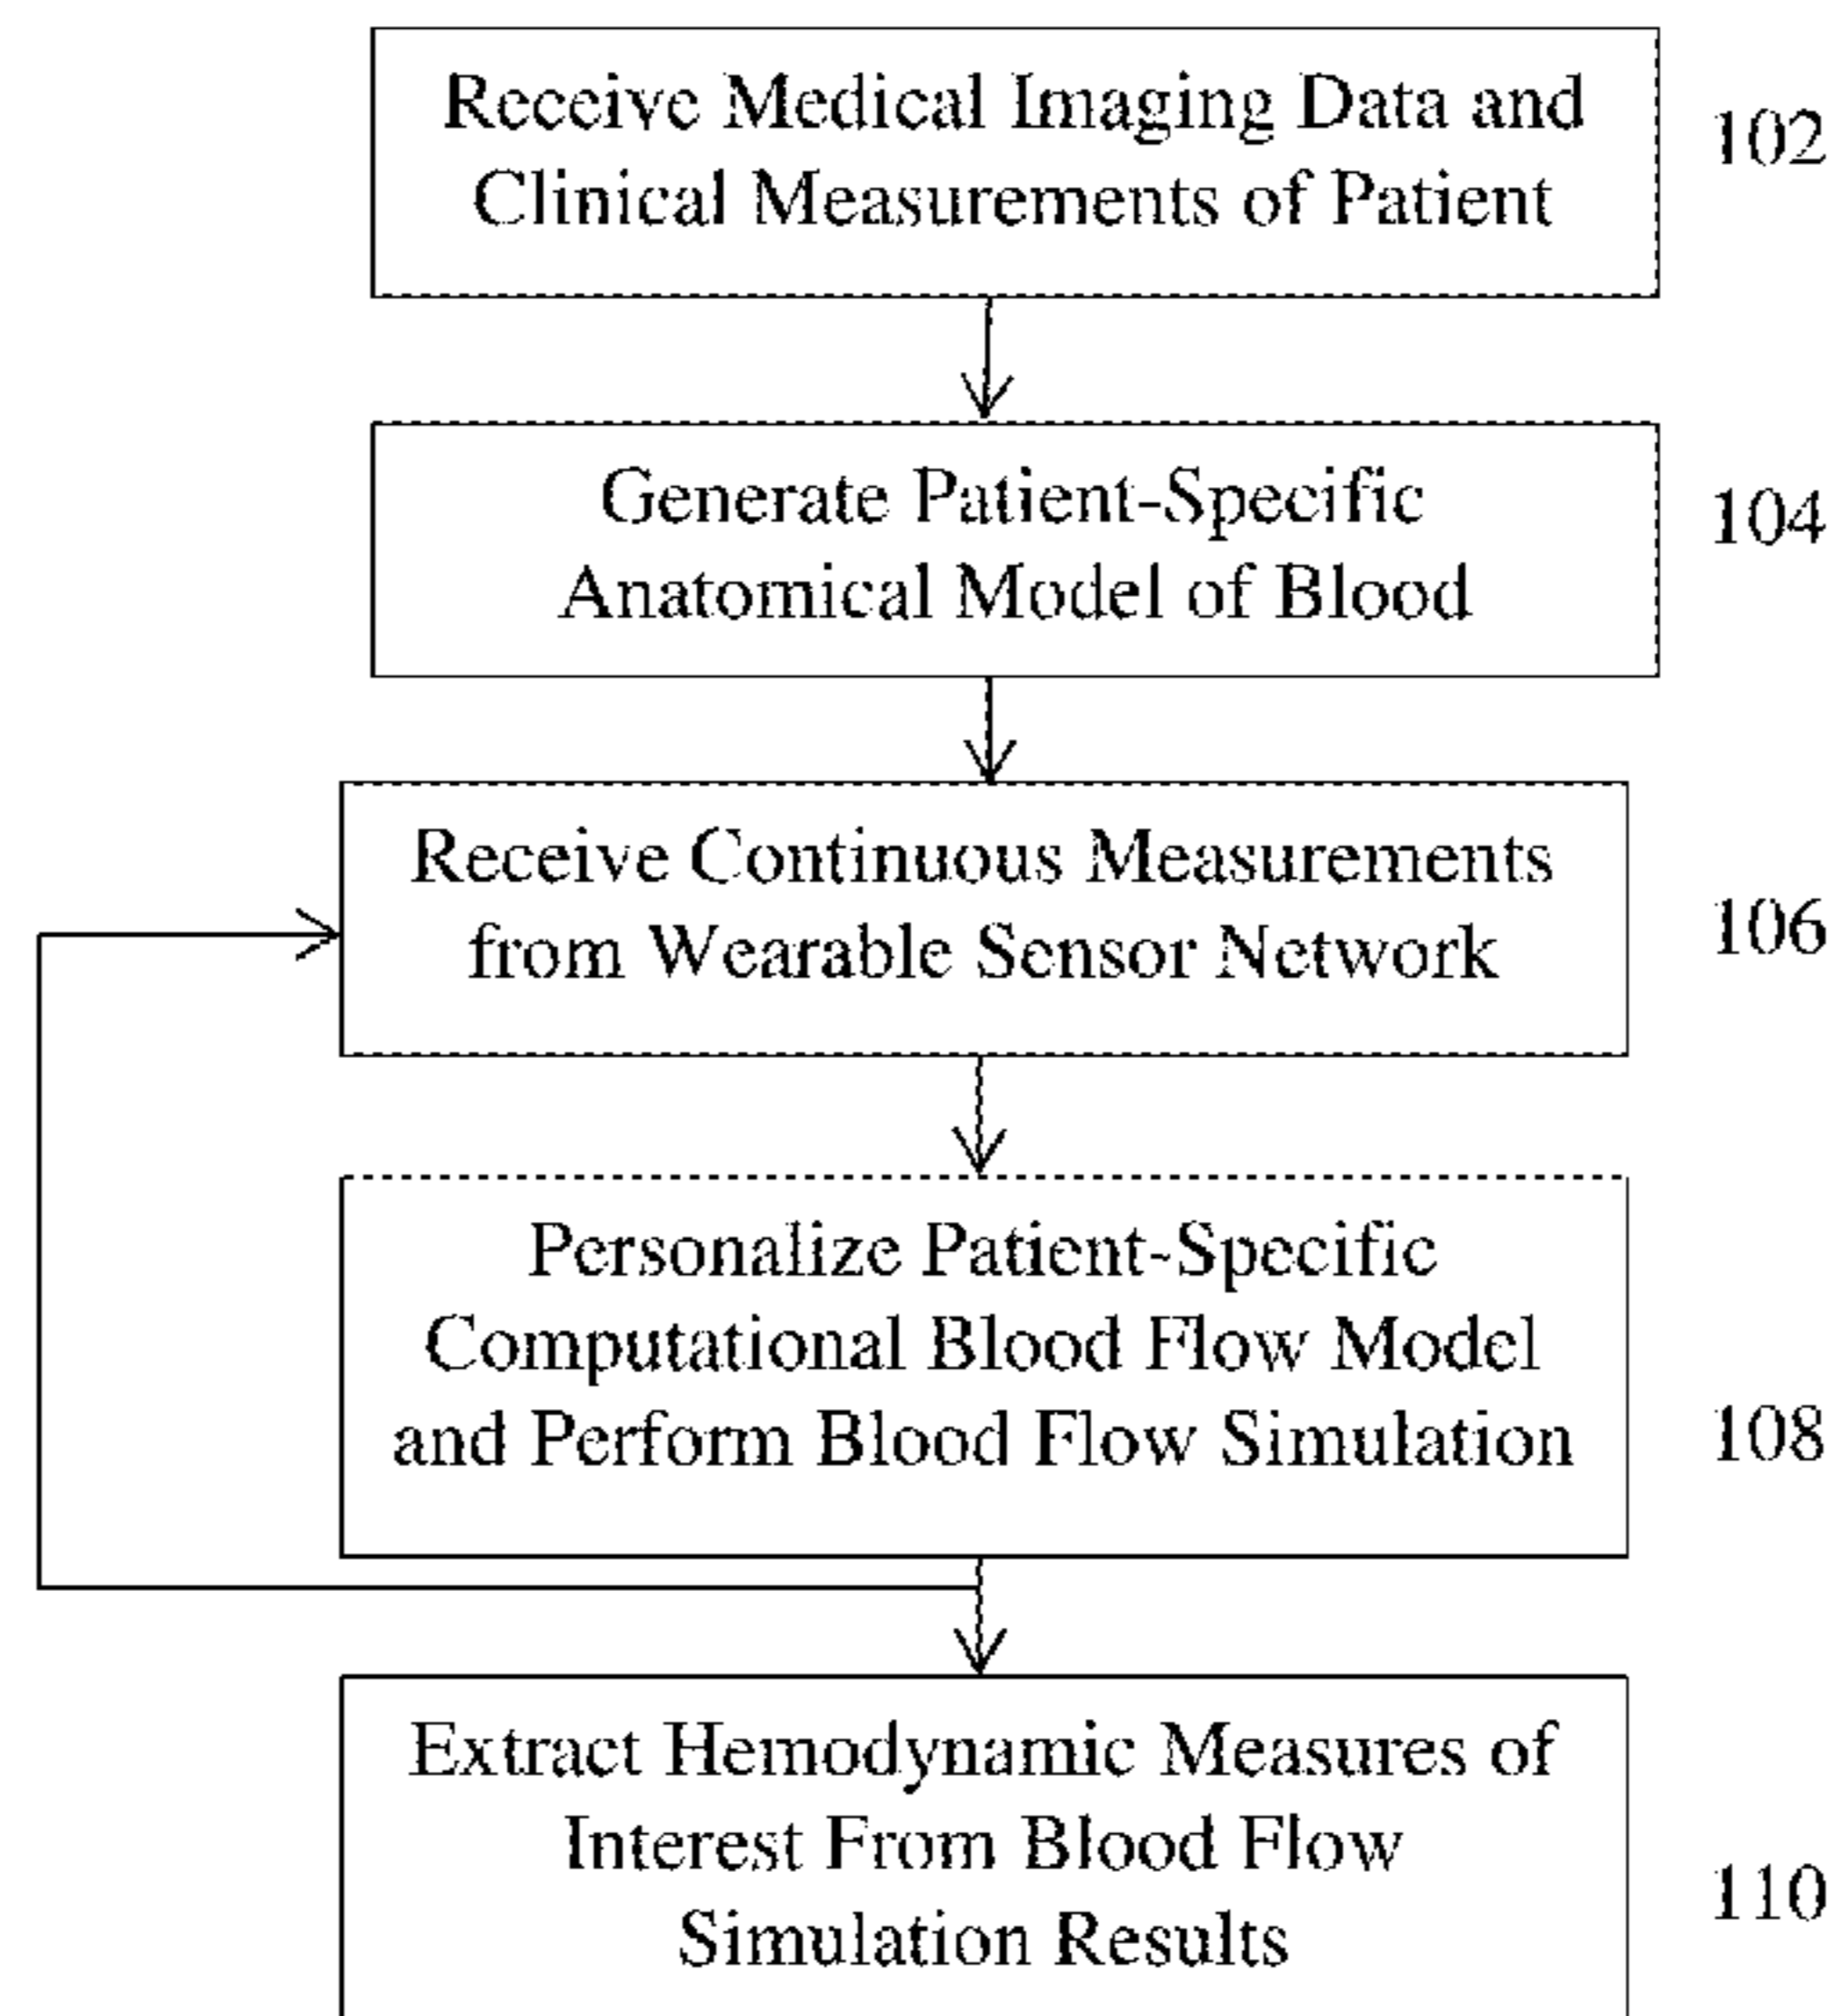 Receive Medical Imaging Data and
Clinical Measurements of Patient
102
Generate Patient-Specific
Anatomical Model of Blood
104
Receive Continuous Measurements
from Wearable Sensor Network
106
Personalize Patient-Specific
Computational Blood Flow Model
and Perform Blood Flow Simulation
108
Extract Hemodynamic Measures of
Interest From Blood Flow
Simulation Results
110